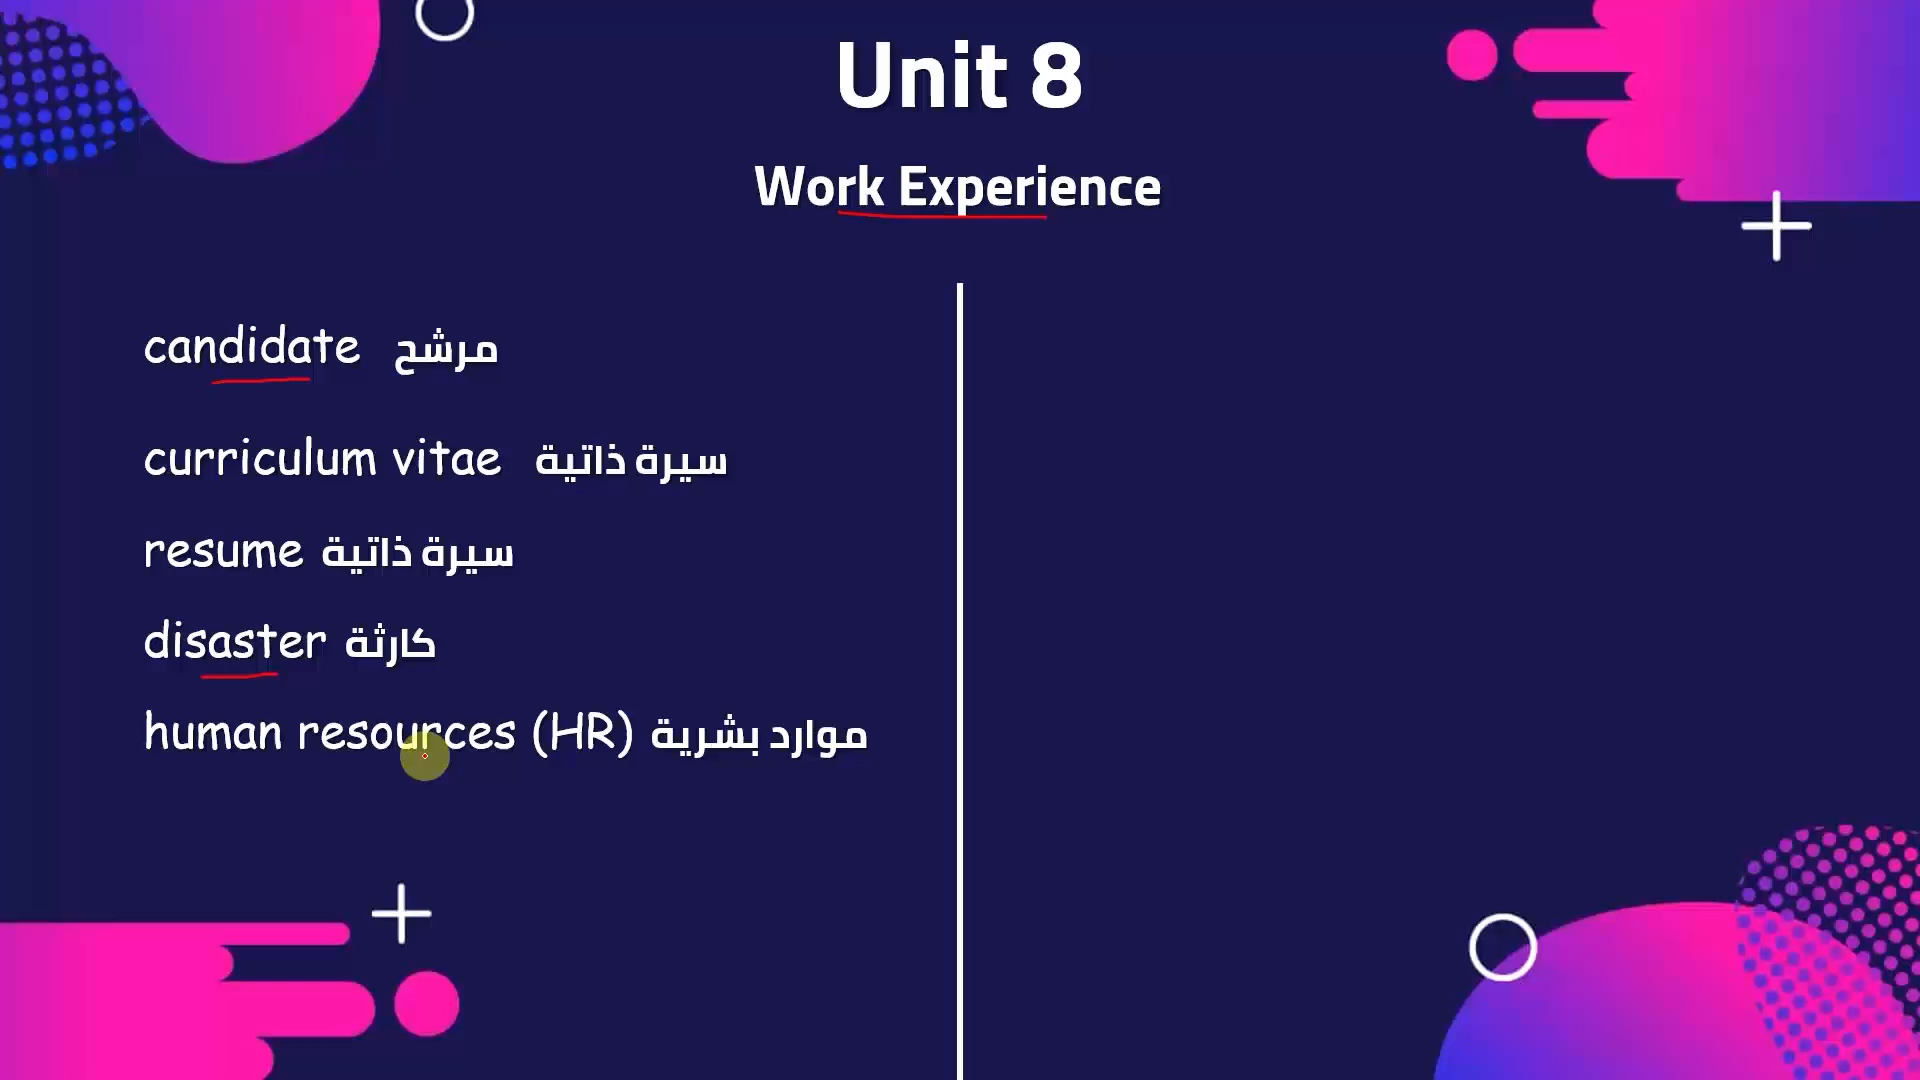 Unit 8
Work Experience
candidate مرشح
curriculum vitae سيرة ذاتية
resume سيرة ذاتية
disaster كارثة
human resources (HR) موارد بشرية